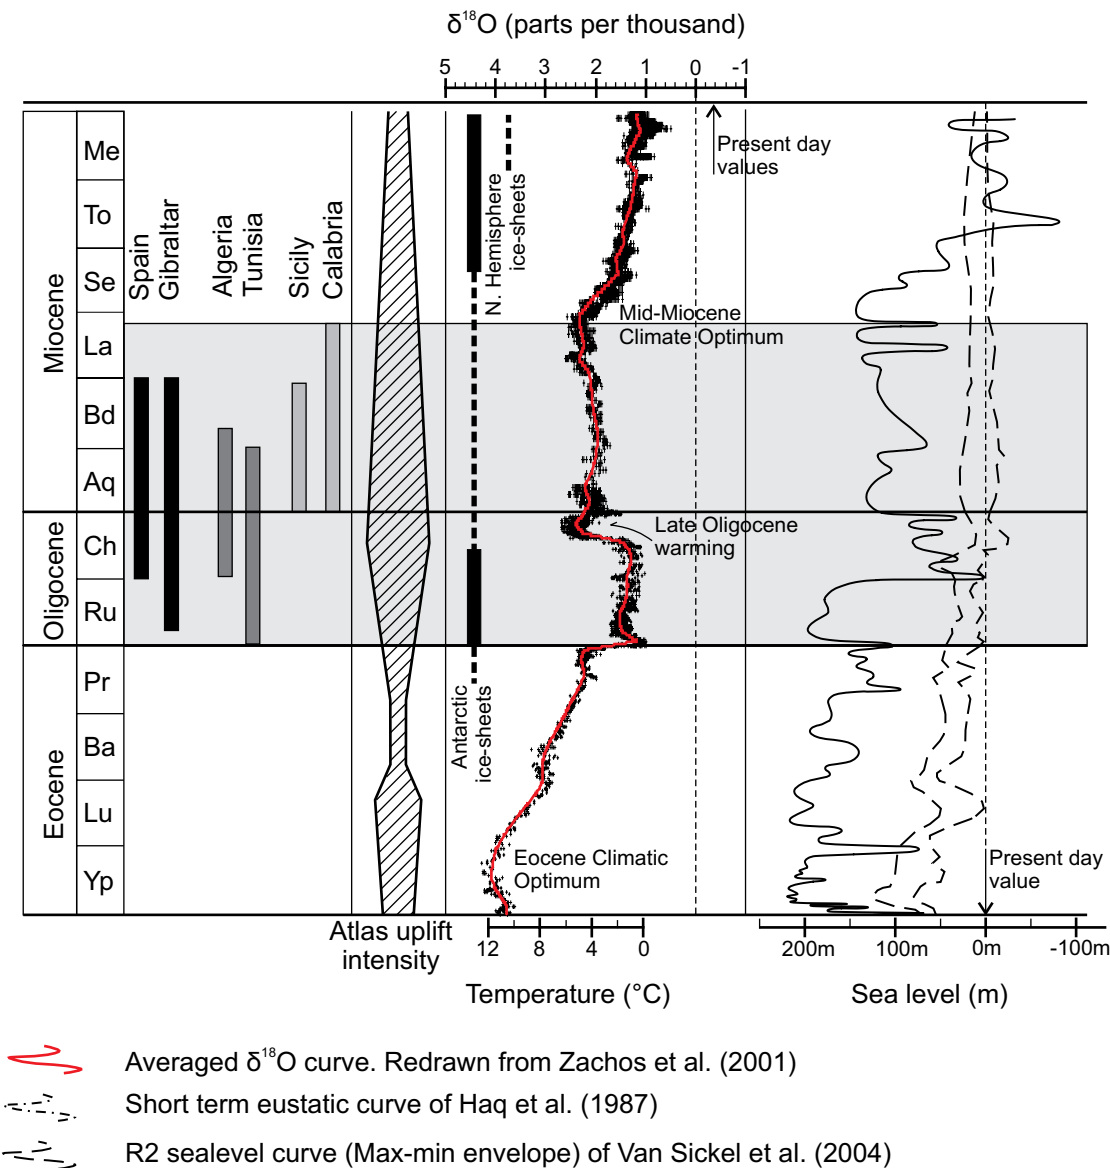 δ¹⁸O (parts per thousand)
5 4 3 2 1 0 -1
Miocene
Oligocene
Eocene
Me
To
Se
La
Bd
Aq
Ch
Ru
Pr
Ba
Lu
Yp
Spain
Gibraltar
Algeria
Tunisia
Sicily
Calabria
N. Hemisphere
ice-sheets
Antarctic
ice-sheets
Present day
values
Mid-Miocene
Climate Optimum
Late Oligocene
warming
Eocene Climatic
Optimum
Present day
value
Atlas uplift
intensity
12 8 4 0
Temperature (°C)
200m 100m 0m -100m
Sea level (m)
Averaged δ¹⁸O curve. Redrawn from Zachos et al. (2001)
Short term eustatic curve of Haq et al. (1987)
R2 sealevel curve (Max-min envelope) of Van Sickel et al. (2004)